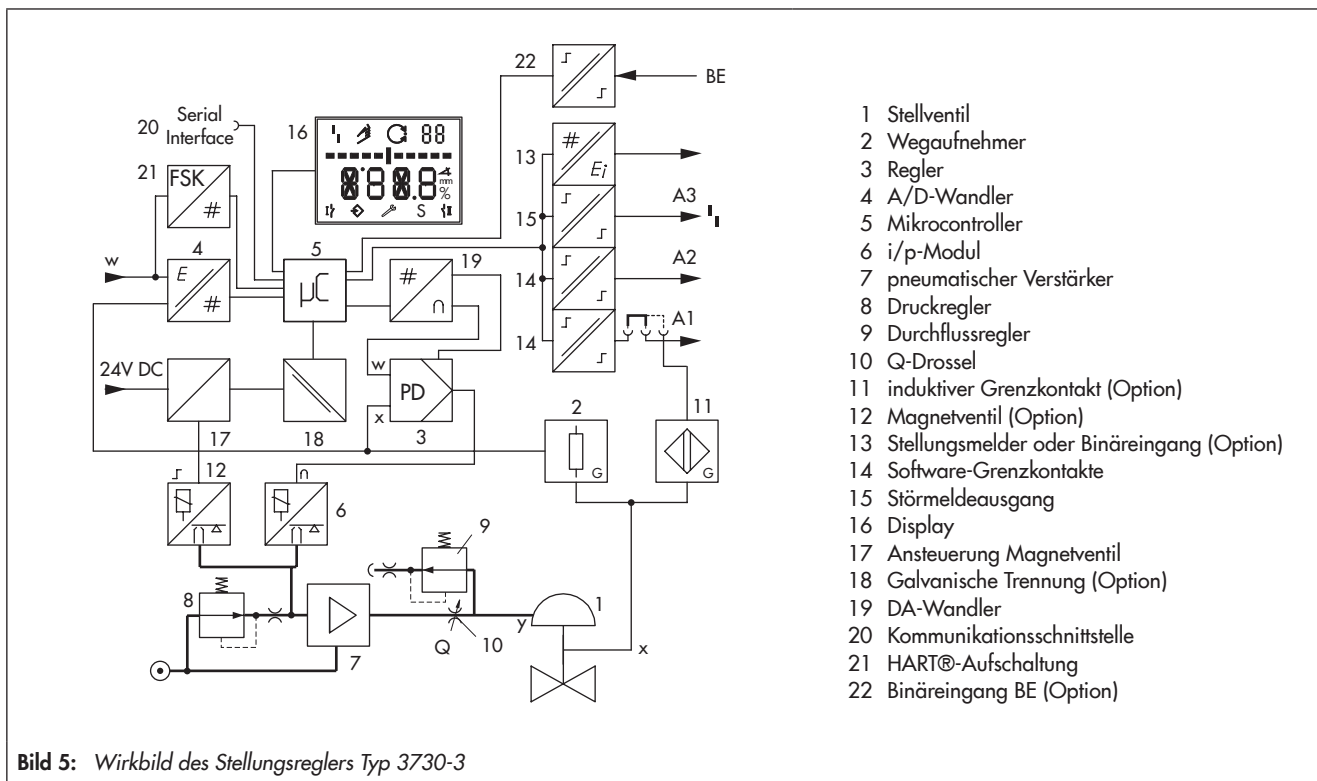 22
BE
Serial
20
Interface
16
88
8.8.8
mm
%
S
13
#
Ei
21
FSK
#
A3
15
w
4
E
#
5
µC
19
#
∩
A2
14
A1
14
24V DC
w
PD
x
3
2
G
11
G
17
18
12
∩
6
9
8
7
Q
10
y
1
x
1 Stellventil
2 Wegaufnehmer
3 Regler
4 A/D-Wandler
5 Mikrocontroller
6 i/p-Modul
7 pneumatischer Verstärker
8 Druckregler
9 Durchflussregler
10 Q-Drossel
11 induktiver Grenzkontakt (Option)
12 Magnetventil (Option)
13 Stellungsmelder oder Binäreingang (Option)
14 Software-Grenzkontakte
15 Störmeldeausgang
16 Display
17 Ansteuerung Magnetventil
18 Galvanische Trennung (Option)
19 DA-Wandler
20 Kommunikationsschnittstelle
21 HART®-Aufschaltung
22 Binäreingang BE (Option)
Bild 5: Wirkbild des Stellungsreglers Typ 3730-3